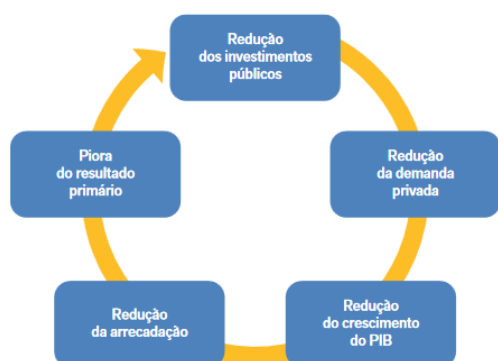 Redução
dos investimentos
públicos
Redução
da demanda
privada
Redução
do crescimento
do PIB
Redução
da arrecadação
Piora
do resultado
primário